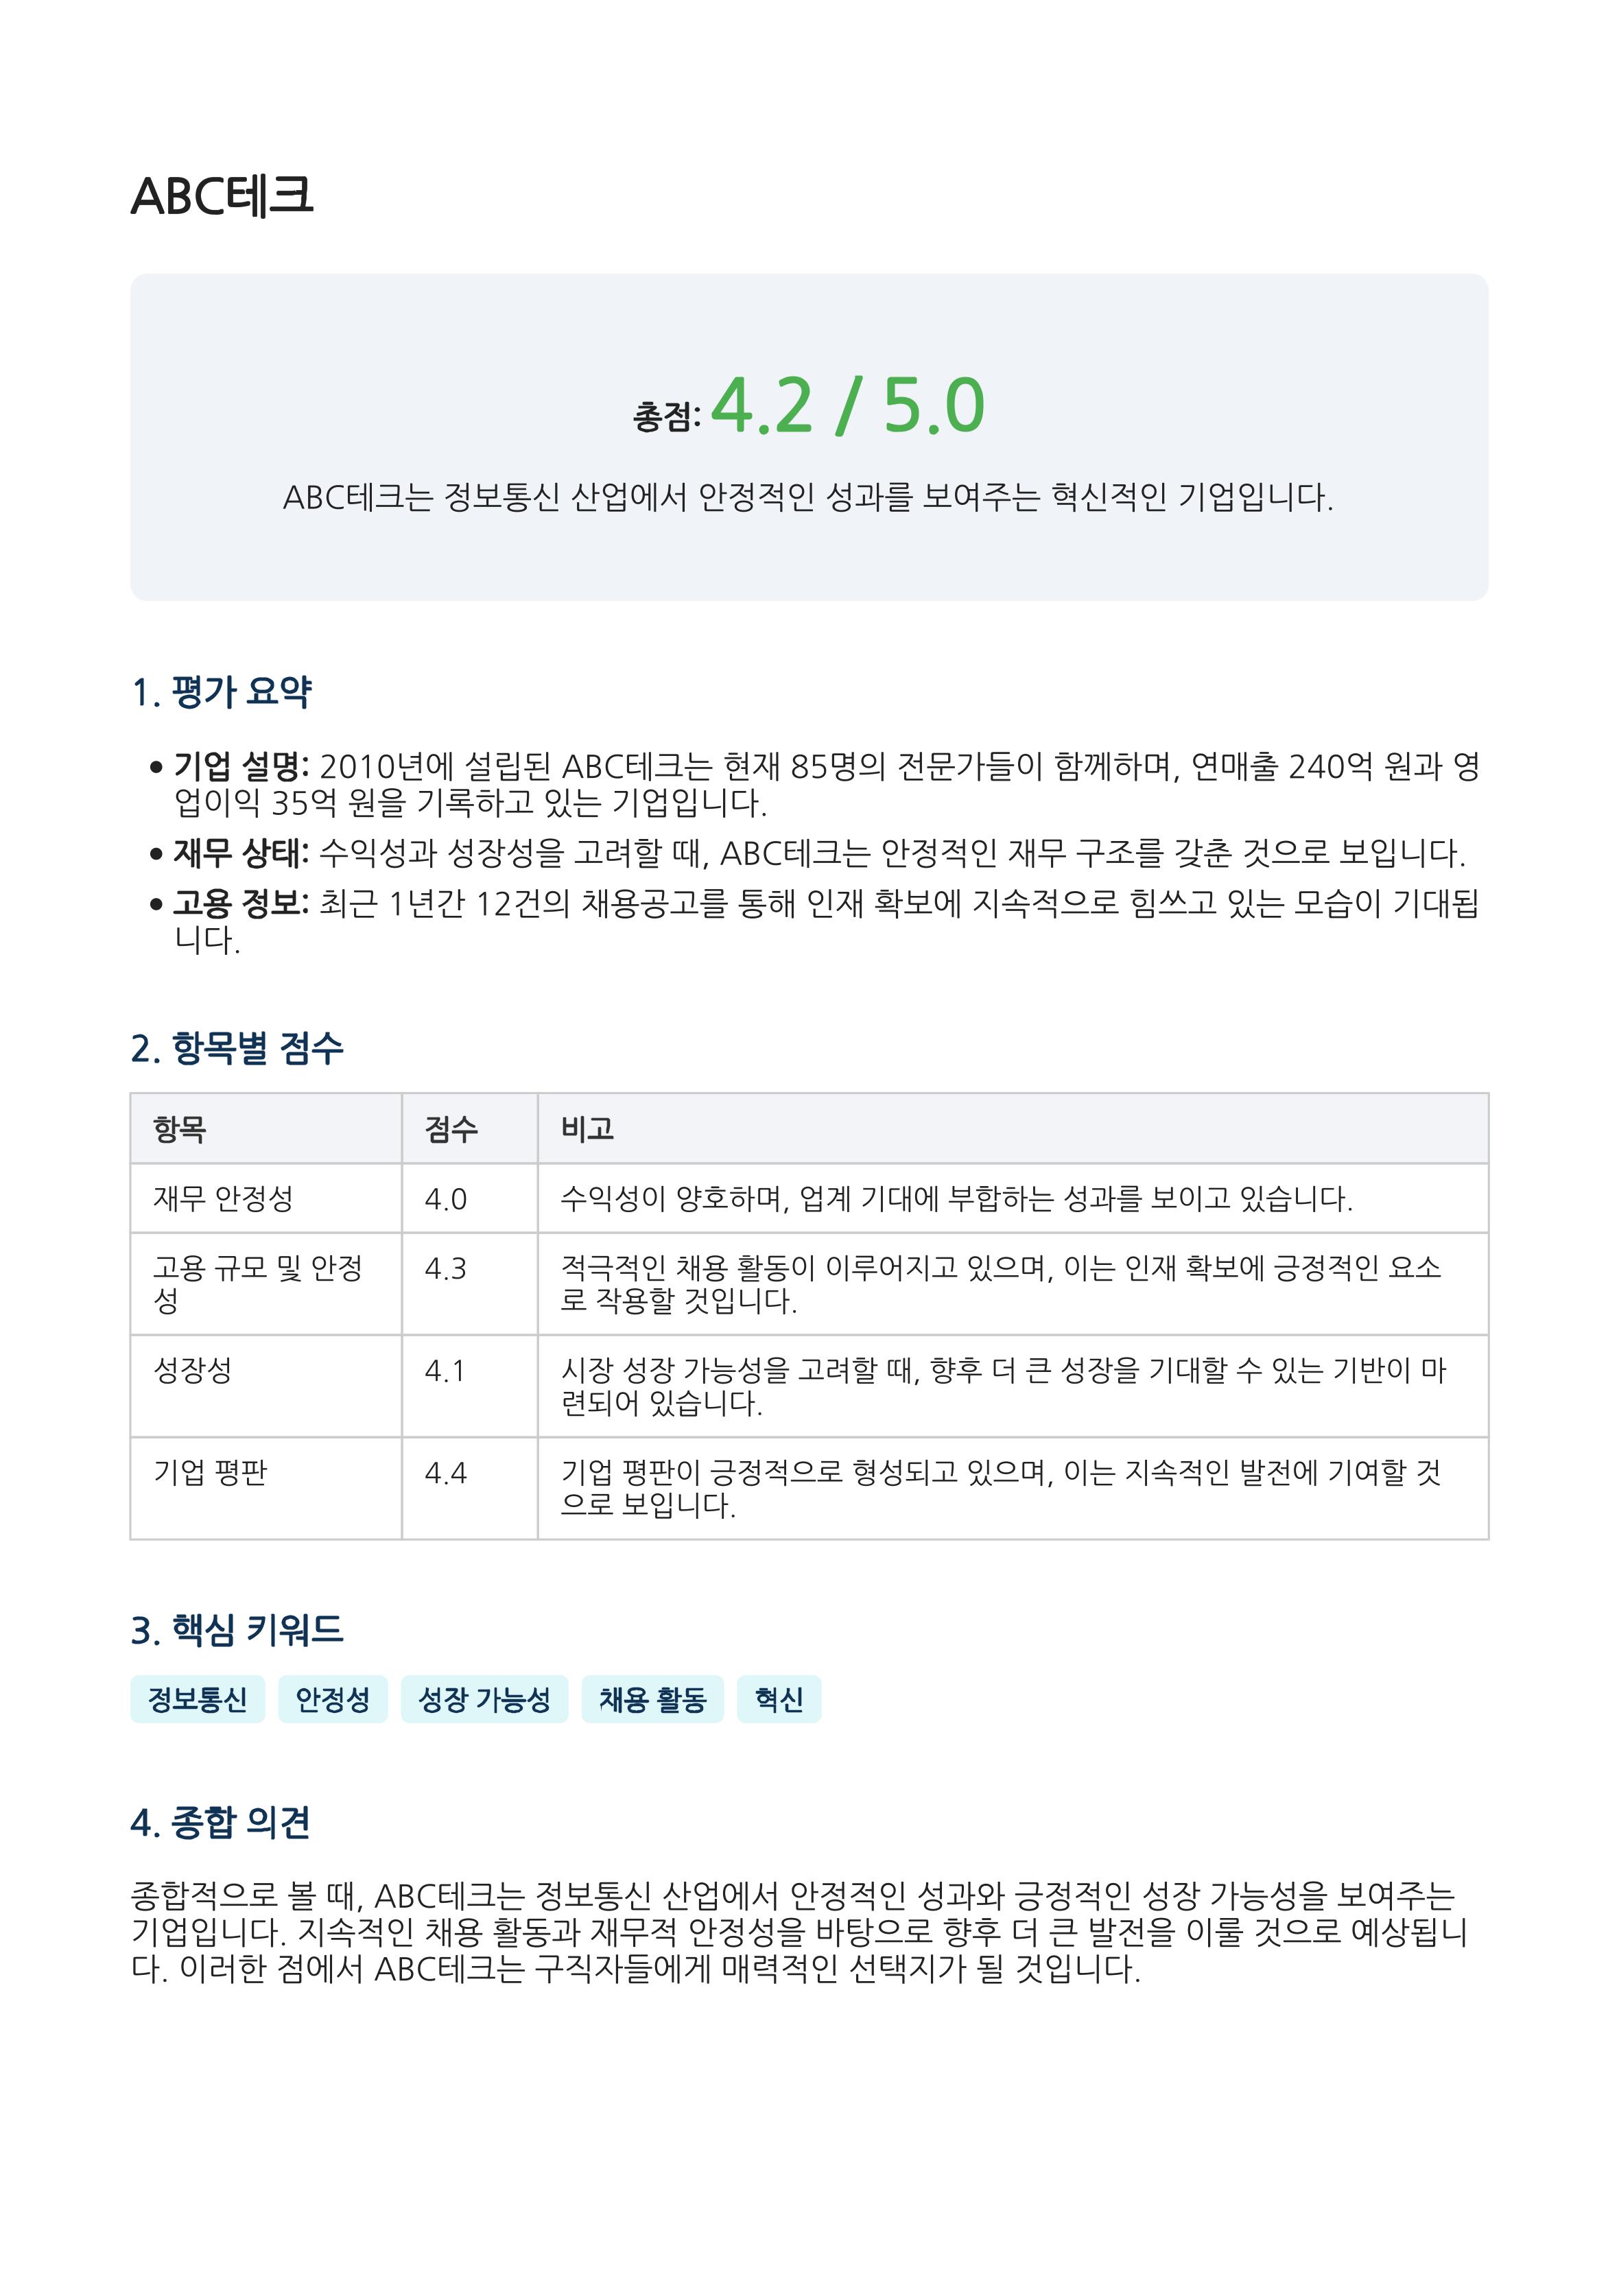 ABC테크
총점: 4.2 / 5.0
ABC테크는 정보통신 산업에서 안정적인 성과를 보여주는 혁신적인 기업입니다.
1. 평가 요약
• 기업 설명: 2010년에 설립된 ABC테크는 현재 85명의 전문가들이 함께하며, 연매출 240억 원과 영
업이익 35억 원을 기록하고 있는 기업입니다.
• 재무 상태: 수익성과 성장성을 고려할 때, ABC테크는 안정적인 재무 구조를 갖춘 것으로 보입니다.
• 고용 정보: 최근 1년간 12건의 채용공고를 통해 인재 확보에 지속적으로 힘쓰고 있는 모습이 기대됩
니다.
2. 항목별 점수
항목 점수 비고
재무 안정성 4.0 수익성이 양호하며, 업계 기대에 부합하는 성과를 보이고 있습니다.
고용 규모 및 안정 4.3 적극적인 채용 활동이 이루어지고 있으며, 이는 인재 확보에 긍정적인 요소
성 로 작용할 것입니다.
성장성 4.1 시장 성장 가능성을 고려할 때, 향후 더 큰 성장을 기대할 수 있는 기반이 마
련되어 있습니다.
기업 평판 4.4 기업 평판이 긍정적으로 형성되고 있으며, 이는 지속적인 발전에 기여할 것
으로 보입니다.
3. 핵심 키워드
정보통신 안정성 성장 가능성 채용 활동 혁신
4. 종합 의견
종합적으로 볼 때, ABC테크는 정보통신 산업에서 안정적인 성과와 긍정적인 성장 가능성을 보여주는
기업입니다. 지속적인 채용 활동과 재무적 안정성을 바탕으로 향후 더 큰 발전을 이룰 것으로 예상됩니
다. 이러한 점에서 ABC테크는 구직자들에게 매력적인 선택지가 될 것입니다.